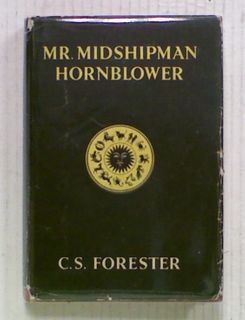 MR. MIDSHIPMAN
HORNBLOWER
C.S. FORESTER